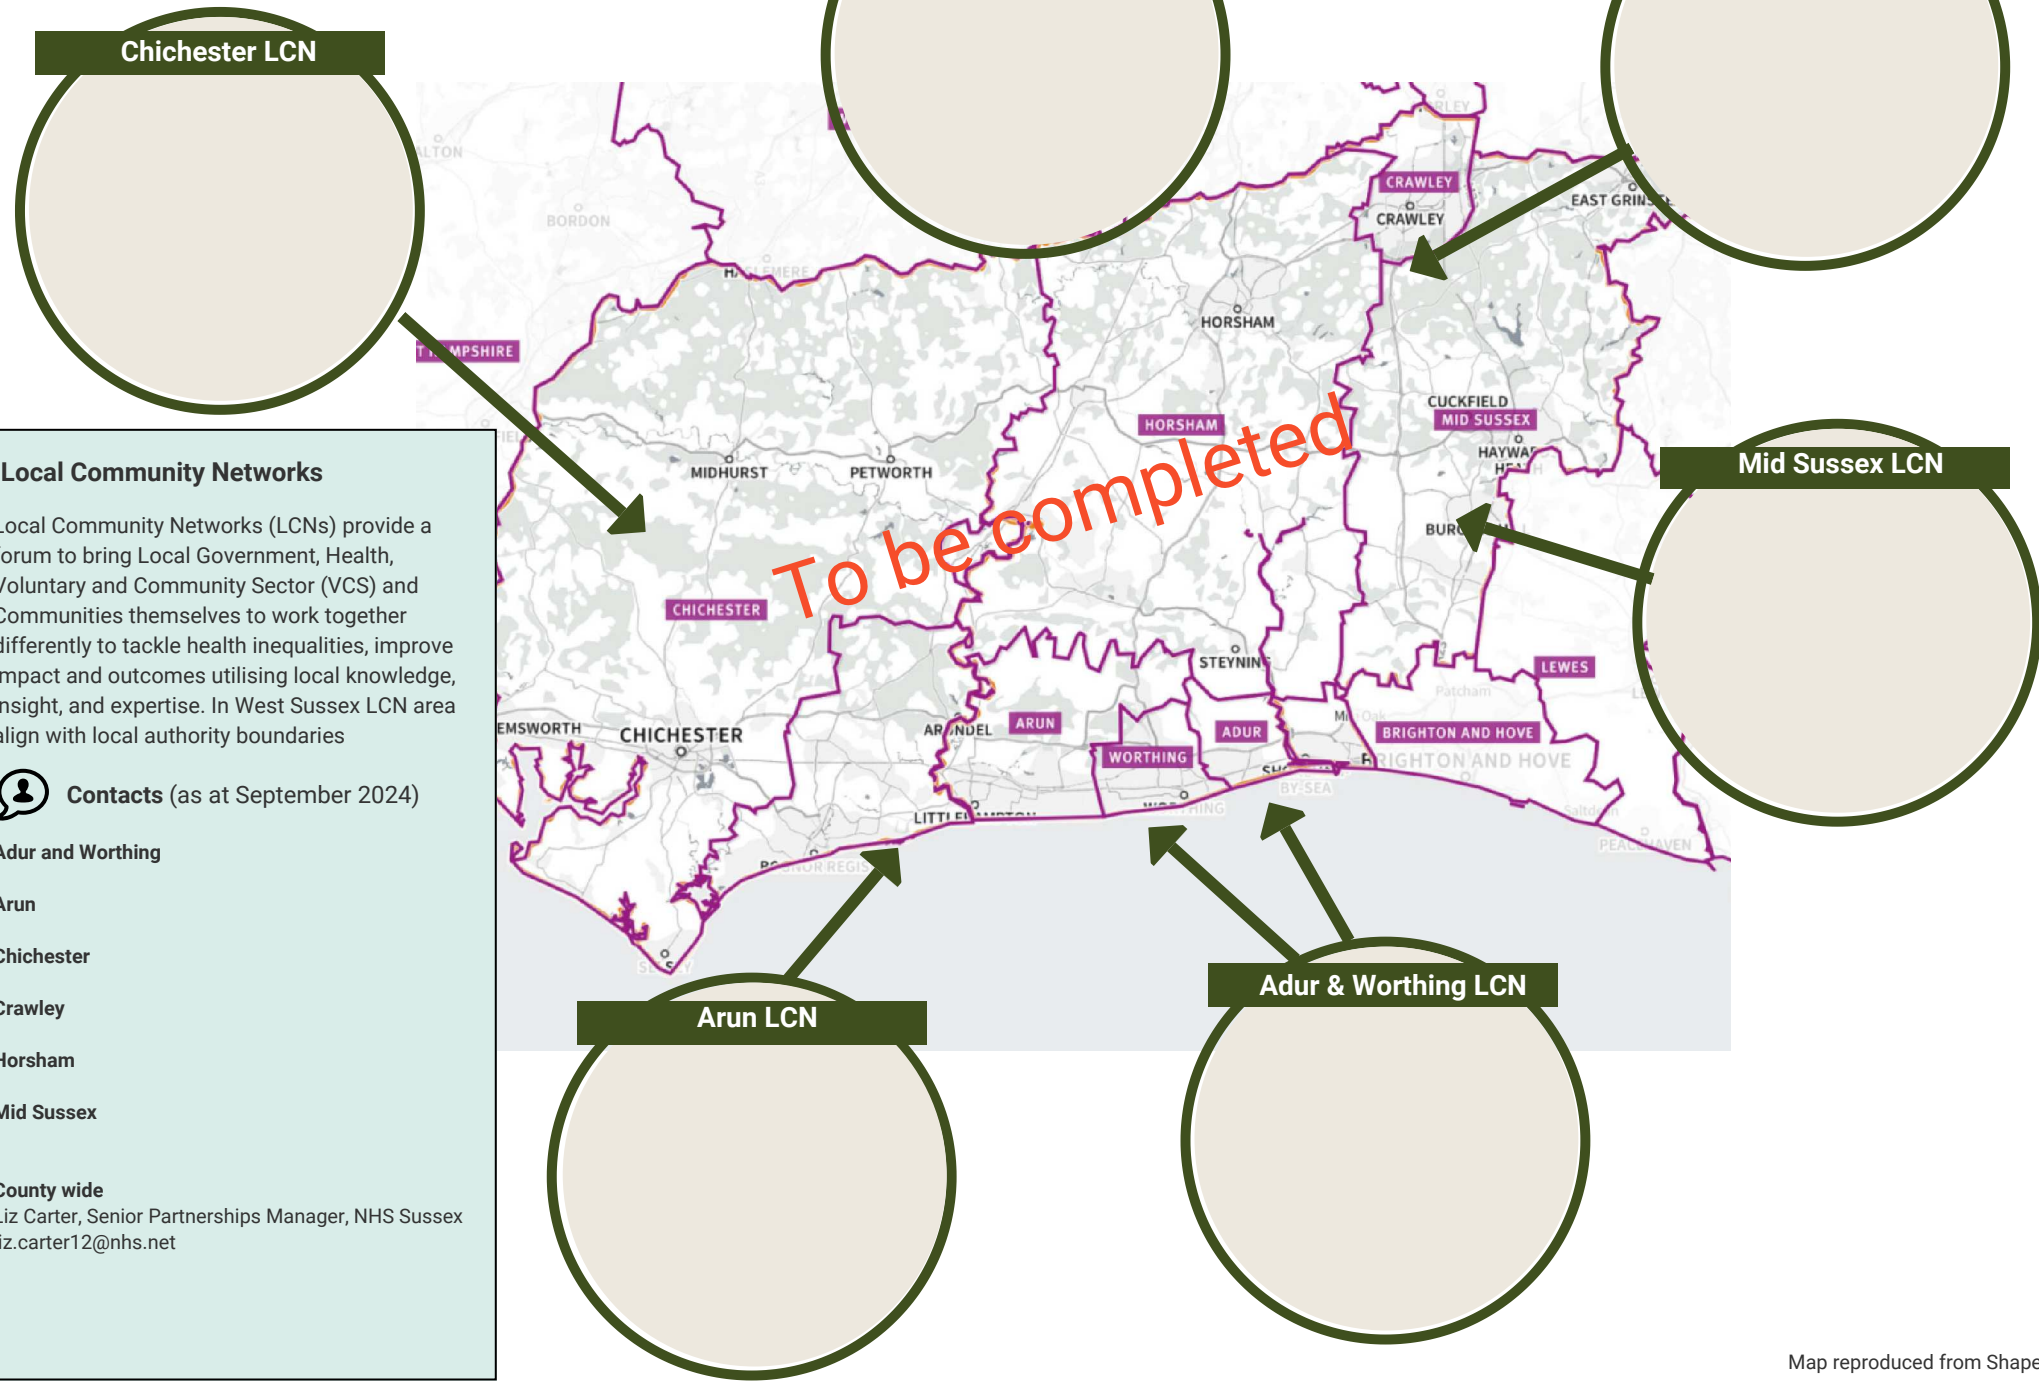 Chichester LCN
ALTON
BORDON
CRAWLEY
CRAWLEY
HORSHAM
CUCKFIELD
MID SUSSEX
HORSHAM
MIDHURST
PETWORTH
To be completed
CHICHESTER
STEYNING
LEWES
Patcham
EMSWORTH
CHICHESTER
ARUNDEL
ARUN
ADUR
WORTHING
BRIGHTON AND HOVE
BRIGHTON AND HOVE
BY-SEA
PEACEHAVEN
SELSEY
Mid Sussex LCN
Local Community Networks
Local Community Networks (LCNs) provide a
forum to bring Local Government, Health,
Voluntary and Community Sector (VCS) and
Communities themselves to work together
differently to tackle health inequalities, improve
impact and outcomes utilising local knowledge,
insight, and expertise. In West Sussex LCN area
align with local authority boundaries
Contacts (as at September 2024)
Adur and Worthing
Arun
Chichester
Crawley
Horsham
Mid Sussex
County wide
Liz Carter, Senior Partnerships Manager, NHS Sussex
liz.carter12@nhs.net
Arun LCN
Adur & Worthing LCN
Map reproduced from Shape